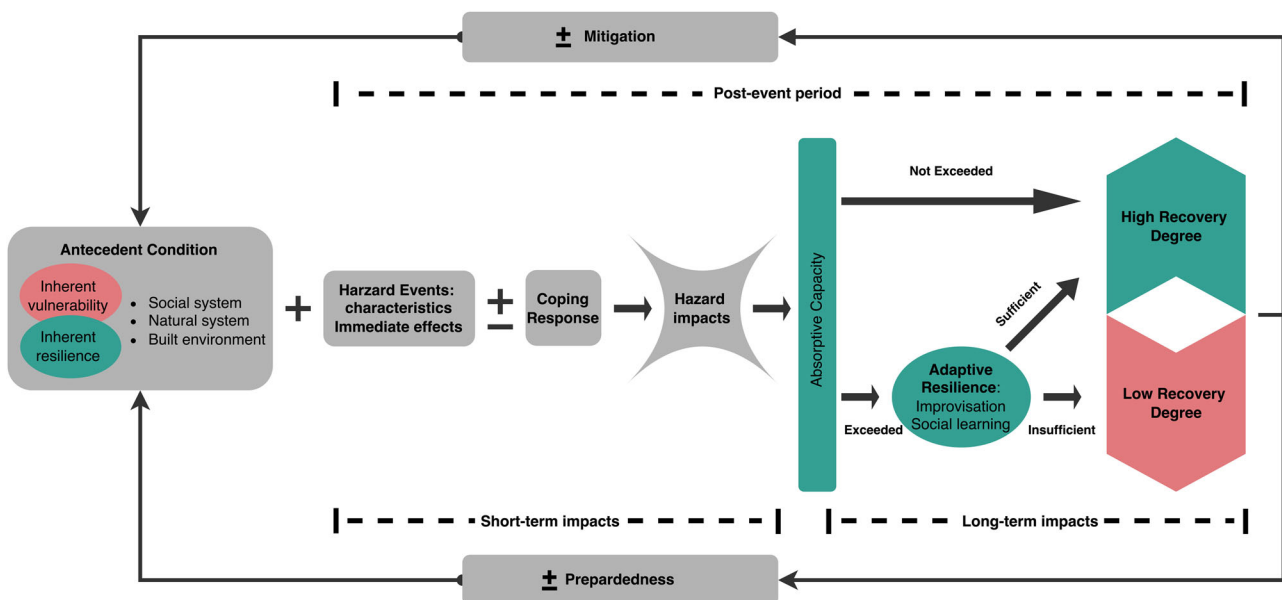 ± Mitigation
Post-event period
Not Exceeded
High Recovery
Degree
Antecedent Condition
Inherent
vulnerability
Inherent
resilience
• Social system
• Natural system
• Built environment
+
Harzard Events:
characteristics
Immediate effects
±
Coping
Response
Hazard
impacts
Absorptive Capacity
Sufficient
Adaptive
Resilience:
Improvisation
Social learning
Exceeded
Insufficient
Low Recovery
Degree
Short-term impacts
Long-term impacts
± Prepardedness